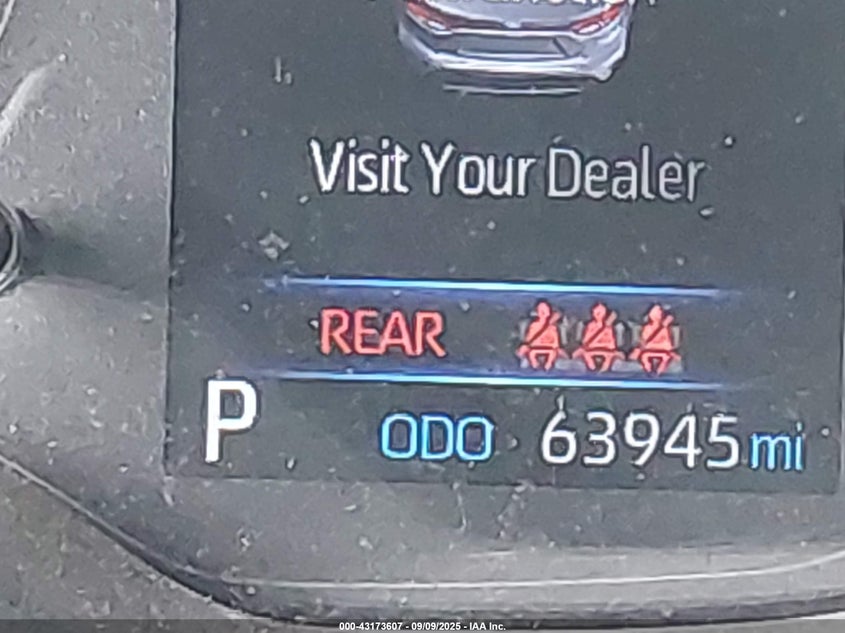 Visit Your Dealer
REAR
P ODO 63945 mi
000-43173607 - 09/09/2025 - IAA Inc.